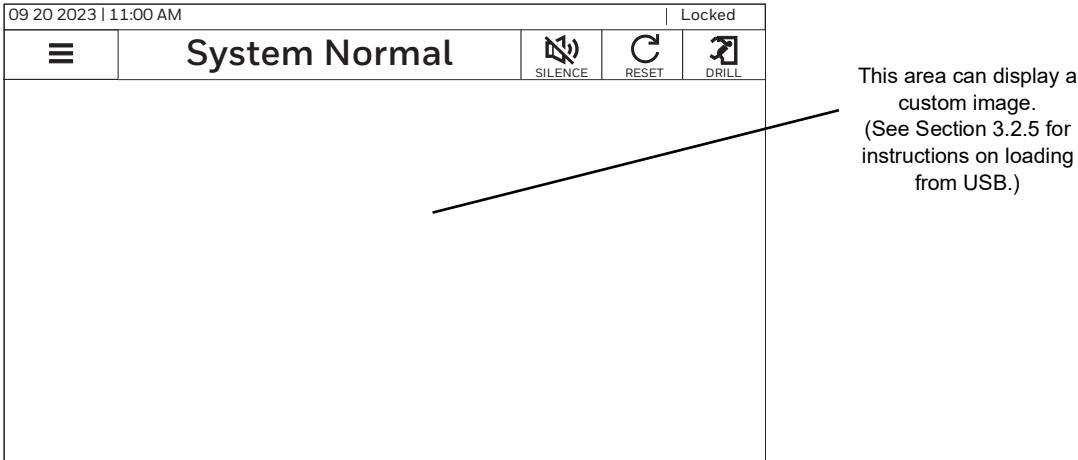 09 20 2023 | 11:00 AM | Locked
System Normal
SILENCE RESET DRILL
This area can display a
custom image.
(See Section 3.2.5 for
instructions on loading
from USB.)